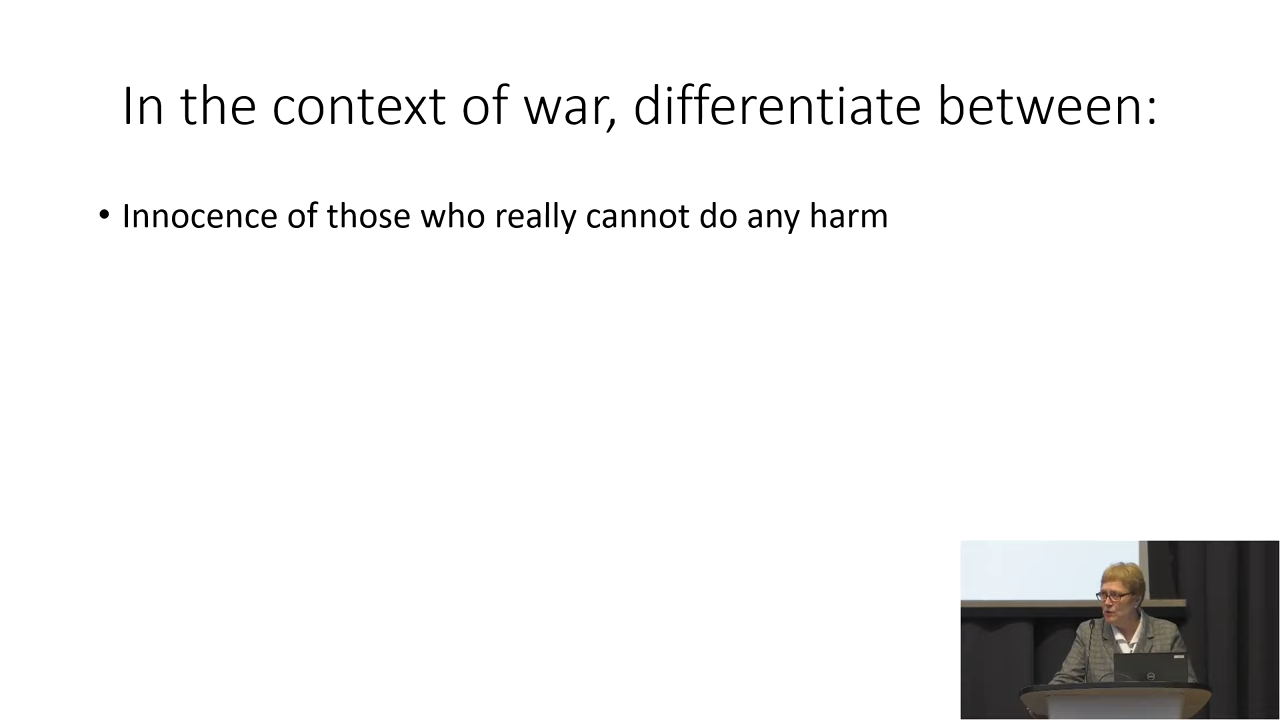 In the context of war, differentiate between:
• Innocence of those who really cannot do any harm